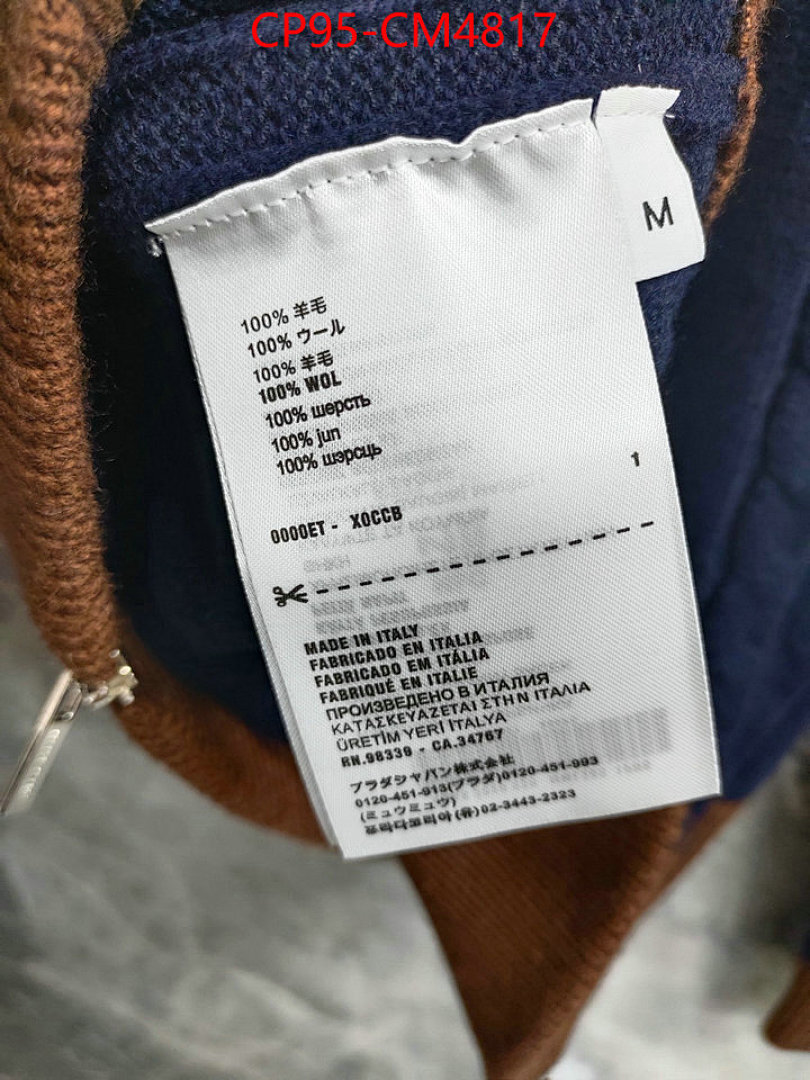 CP95-CM4817
M
100% 羊毛
100% ウール
100% 羊毛
100% WOL
100% шерсть
100% jun
100% шэрсць
1
0000ET - X0CCB
MADE IN ITALY
FABRICADO EN ITALIA
FABRICADO EM ITÁLIA
FABRIQUÉ EN ITALIE
ПРОИЗВЕДЕНО В ИТАЛИЯ
ΚΑΤΑΣΚΕΥΑΖΕΤΑΙ ΣΤΗΝ ΙΤΑΛΙΑ
ÜRETİM YERİ İTALYA
RN.98339 - CA.34767
プラダジャパン株式会社
0120-451-913(プラダ)0120-451-993
(ミュウミュウ)
프라다코리아 (유)02-3443-2323